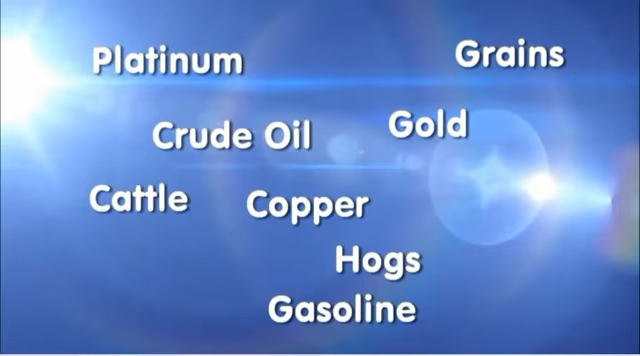 Platinum
Grains
Crude Oil
Gold
Cattle
Copper
Hogs
Gasoline